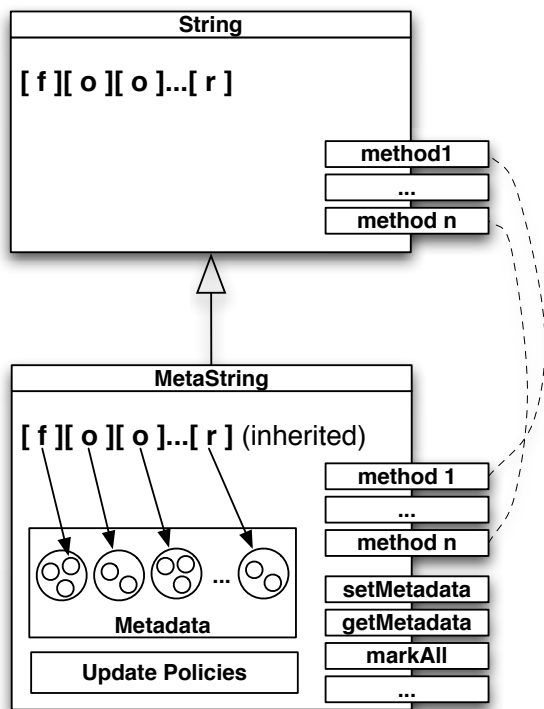 String
[ f ][ o ][ o ]...[ r ]
method1
...
method n
MetaString
[ f ][ o ][ o ]...[ r ] (inherited)
method 1
...
method n
...
Metadata
setMetadata
getMetadata
markAll
...
Update Policies